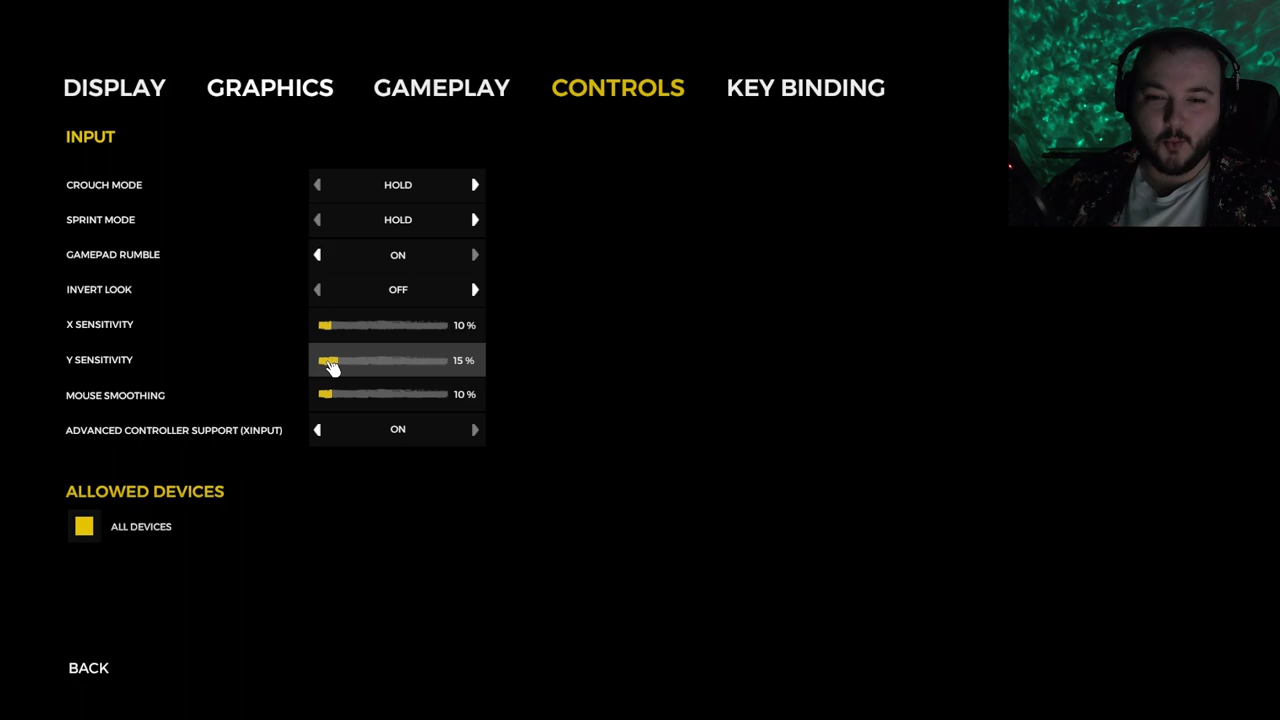 DISPLAY GRAPHICS GAMEPLAY CONTROLS KEY BINDING
INPUT
CROUCH MODE HOLD
SPRINT MODE HOLD
GAMEPAD RUMBLE ON
INVERT LOOK OFF
X SENSITIVITY 10 %
Y SENSITIVITY 15 %
MOUSE SMOOTHING 10 %
ADVANCED CONTROLLER SUPPORT (XINPUT) ON
ALLOWED DEVICES
ALL DEVICES
BACK